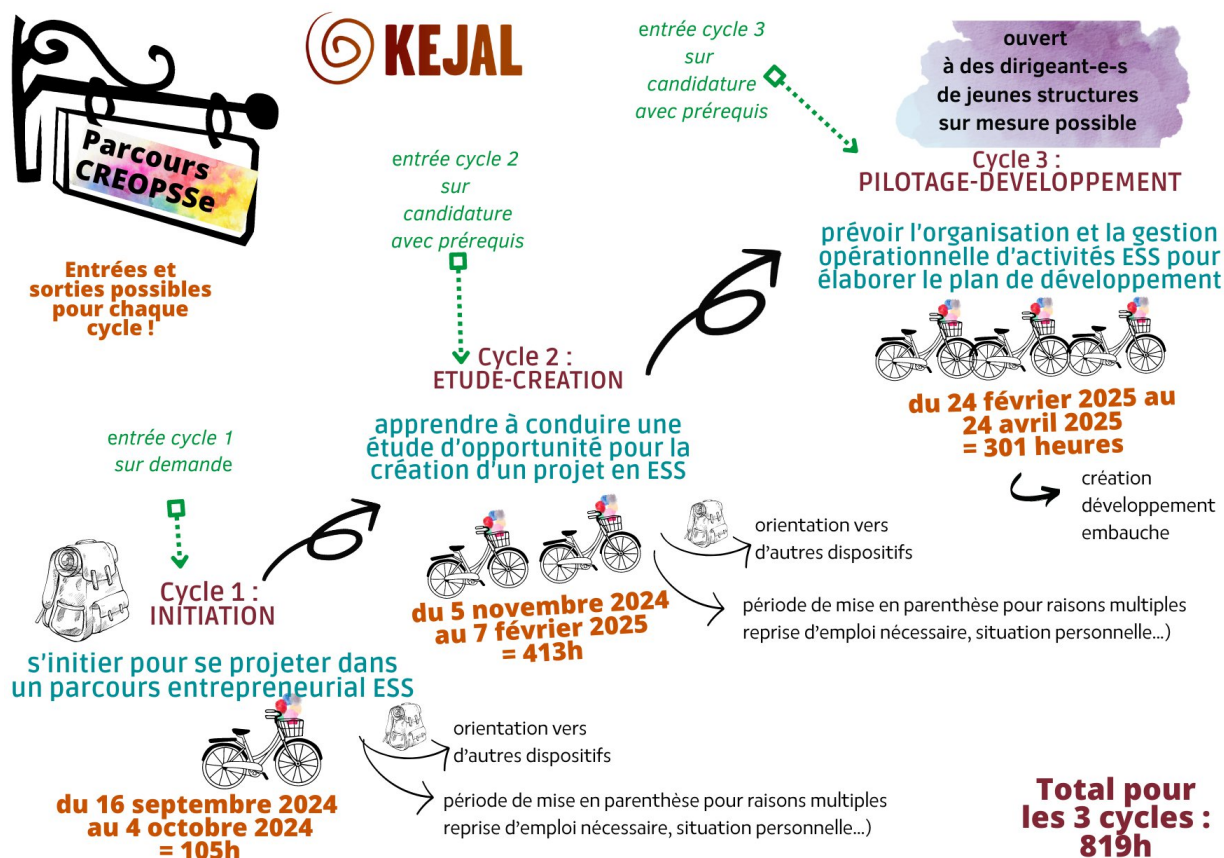 KEJAL
Parcours
CREOPSSe
Entrées et
sorties possibles
pour chaque
cycle !
entrée cycle 1
sur demande
Cycle 1 :
INITIATION
s'initier pour se projeter dans
un parcours entrepreneurial ESS
du 16 septembre 2024
au 4 octobre 2024
= 105h
orientation vers
d'autres dispositifs
période de mise en parenthèse pour raisons multiples
reprise d'emploi nécessaire, situation personnelle...)
entrée cycle 2
sur
candidature
avec prérequis
Cycle 2 :
ETUDE-CREATION
apprendre à conduire une
étude d'opportunité pour la
création d'un projet en ESS
du 5 novembre 2024
au 7 février 2025
= 413h
orientation vers
d'autres dispositifs
période de mise en parenthèse pour raisons multiples
reprise d'emploi nécessaire, situation personnelle...)
entrée cycle 3
sur
candidature
avec prérequis
ouvert
à des dirigeant-e-s
de jeunes structures
sur mesure possible
Cycle 3 :
PILOTAGE-DEVELOPPEMENT
prévoir l'organisation et la gestion
opérationnelle d'activités ESS pour
élaborer le plan de développement
du 24 février 2025 au
24 avril 2025
= 301 heures
création
développement
embauche
Total pour
les 3 cycles :
819h